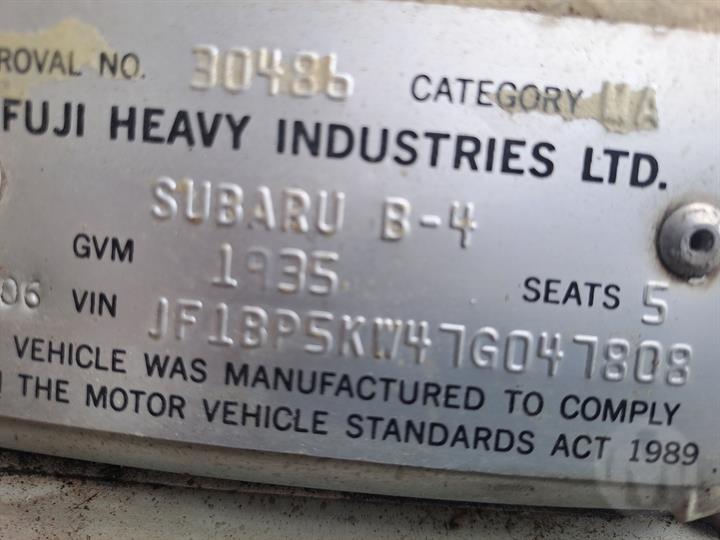 ROVAL NO. 30486 CATEGORY UA
FUJI HEAVY INDUSTRIES LTD.
SUBARU B-4
GVM 1935 SEATS 5
06 VIN JF1BP5KW47G047808
VEHICLE WAS MANUFACTURED TO COMPLY
THE MOTOR VEHICLE STANDARDS ACT 1989